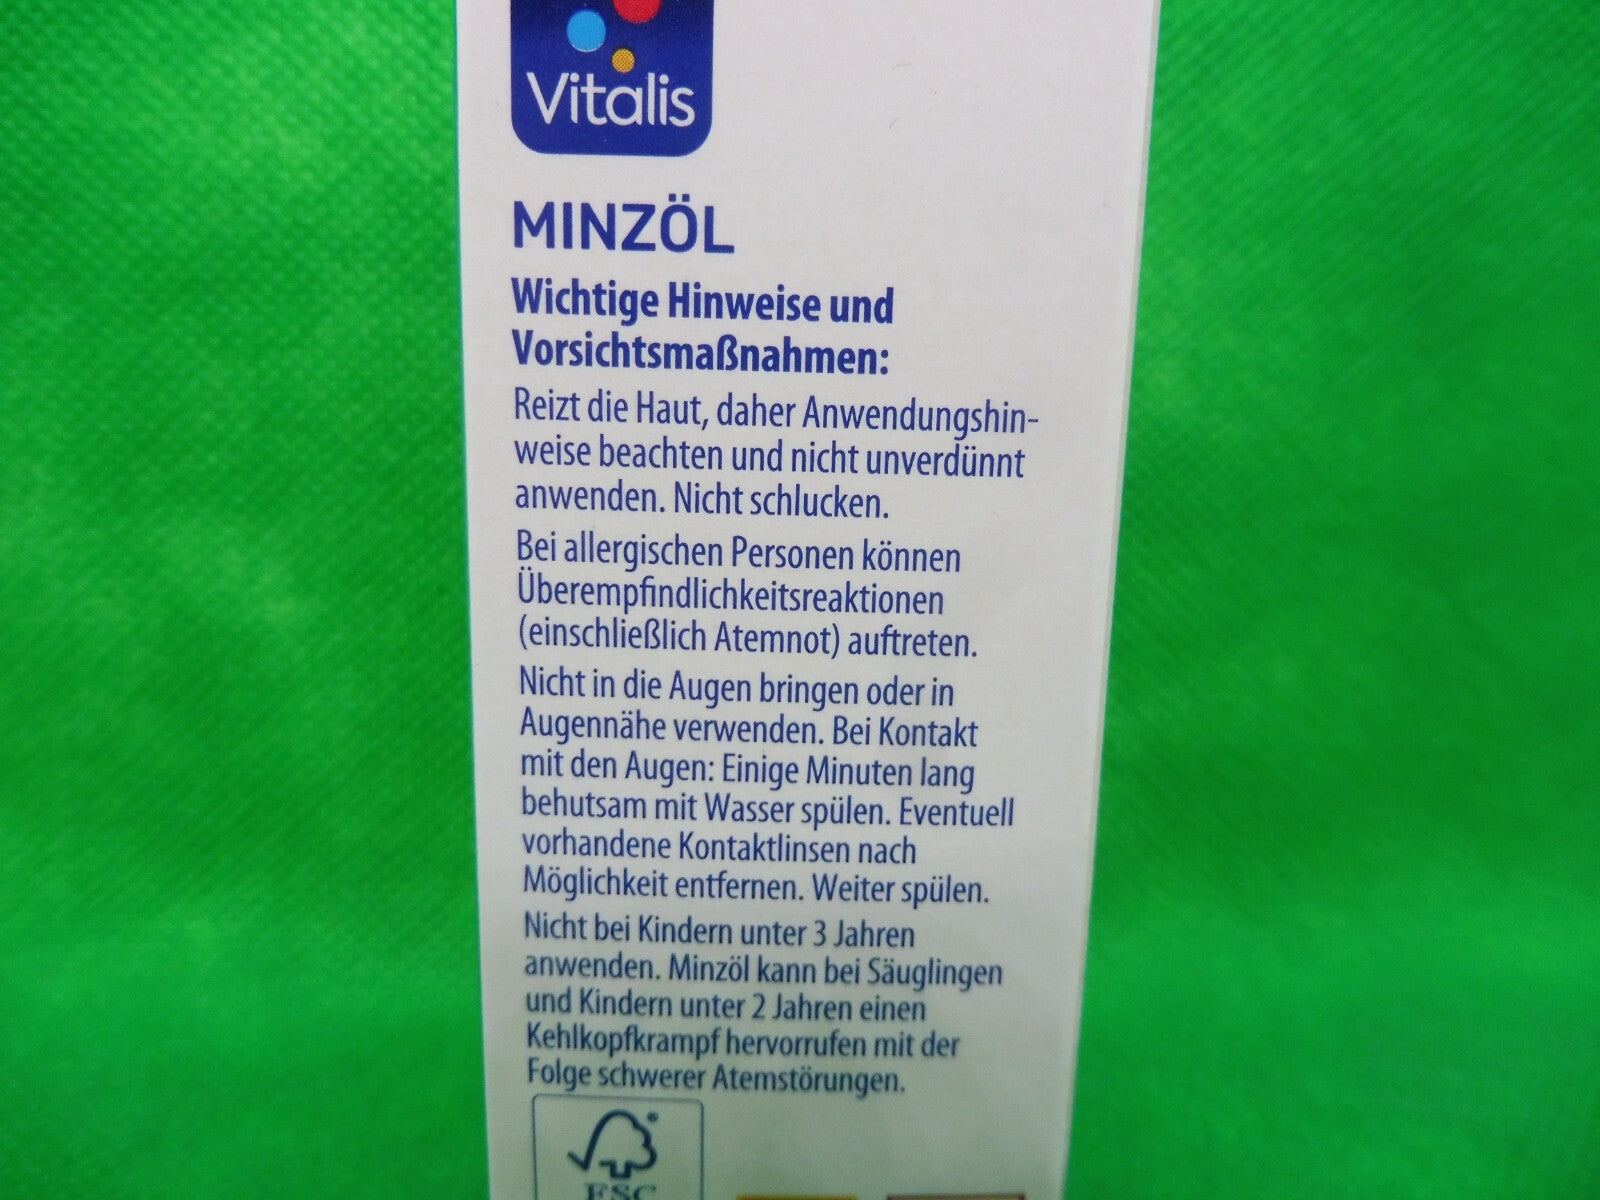 Vitalis
MINZÖL
Wichtige Hinweise und
Vorsichtsmaßnahmen:
Reizt die Haut, daher Anwendungshin-
weise beachten und nicht unverdünnt
anwenden. Nicht schlucken.
Bei allergischen Personen können
Überempfindlichkeitsreaktionen
(einschließlich Atemnot) auftreten.
Nicht in die Augen bringen oder in
Augennähe verwenden. Bei Kontakt
mit den Augen: Einige Minuten lang
behutsam mit Wasser spülen. Eventuell
vorhandene Kontaktlinsen nach
Möglichkeit entfernen. Weiter spülen.
Nicht bei Kindern unter 3 Jahren
anwenden. Minzöl kann bei Säuglingen
und Kindern unter 2 Jahren einen
Kehlkopfkrampf hervorrufen mit der
Folge schwerer Atemstörungen.
®
FSC